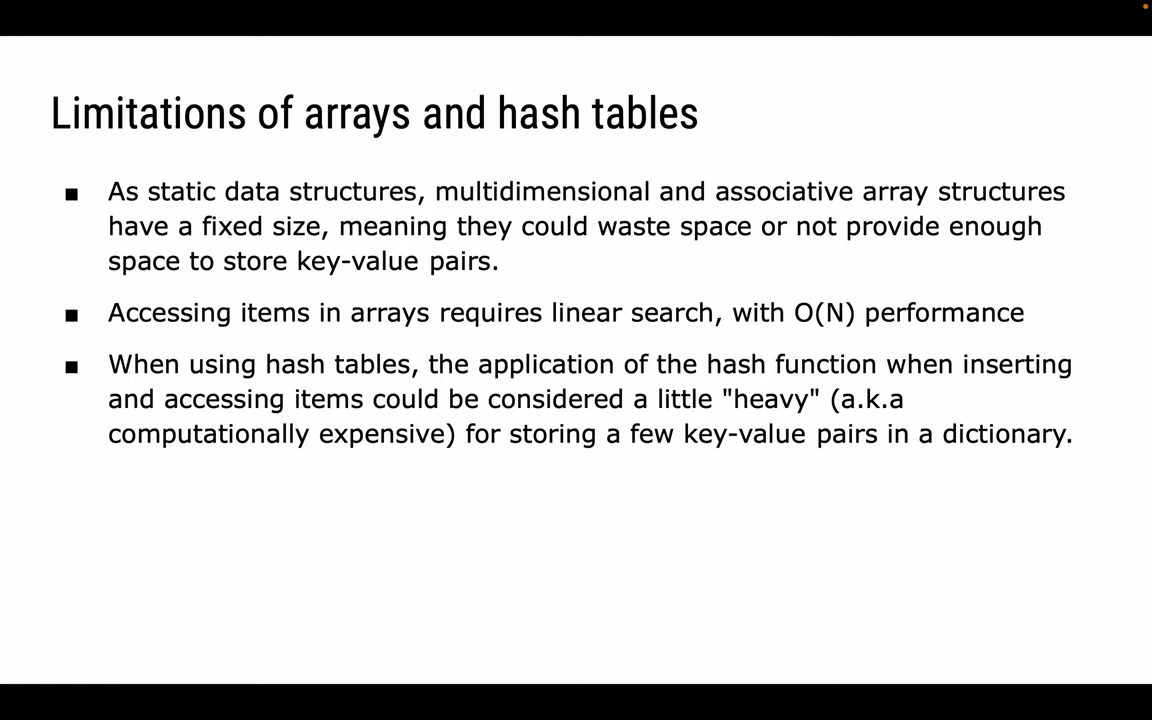 Limitations of arrays and hash tables
▪ As static data structures, multidimensional and associative array structures
have a fixed size, meaning they could waste space or not provide enough
space to store key-value pairs.
▪ Accessing items in arrays requires linear search, with O(N) performance
▪ When using hash tables, the application of the hash function when inserting
and accessing items could be considered a little "heavy" (a.k.a
computationally expensive) for storing a few key-value pairs in a dictionary.